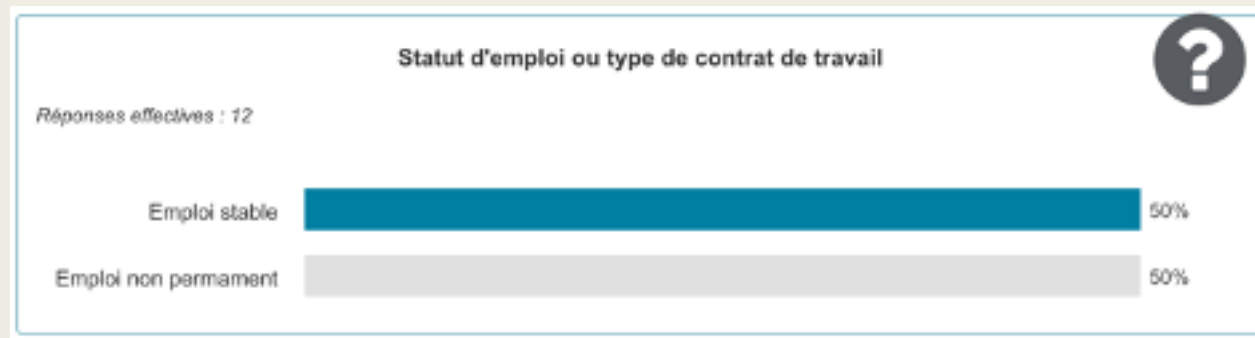 Statut d'emploi ou type de contrat de travail
?
Réponses effectives : 12
Emploi stable 50%
Emploi non permament 50%